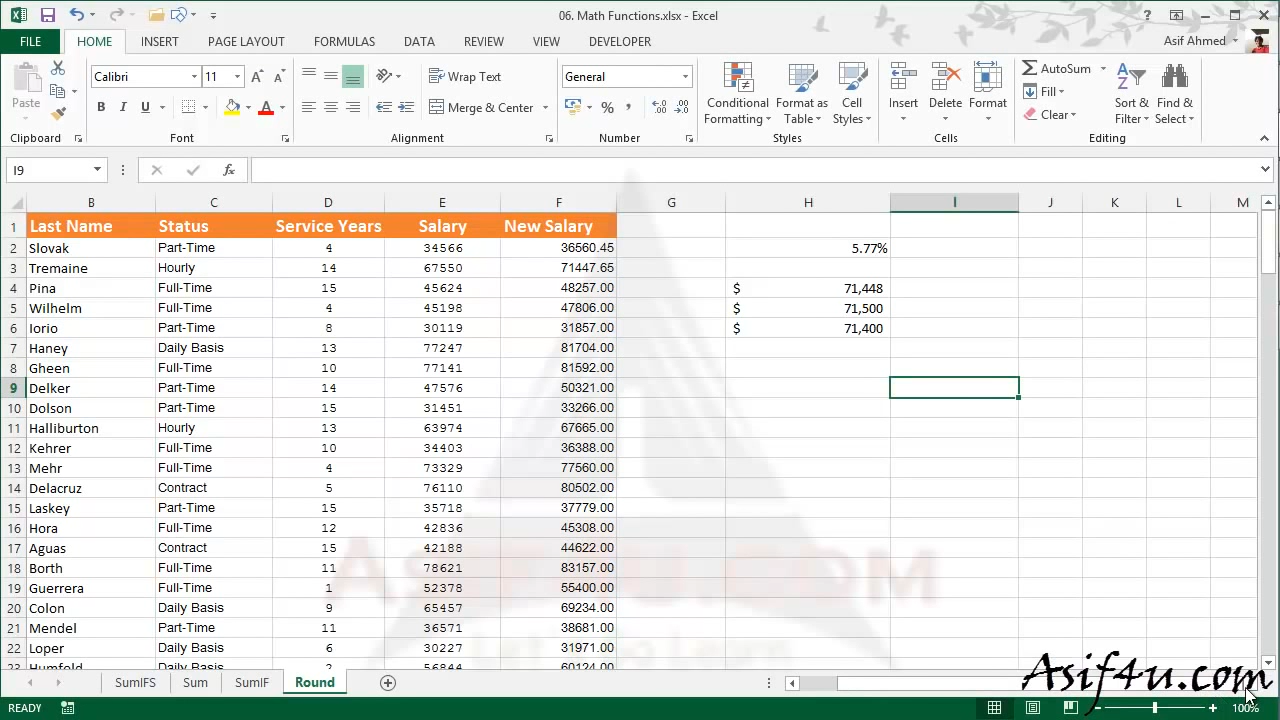 06. Math Functions.xlsx - Excel
?
FILE HOME INSERT PAGE LAYOUT FORMULAS DATA REVIEW VIEW DEVELOPER Asif Ahmed
Paste
Clipboard
Calibri 11
B I U
Font
Wrap Text
Merge & Center
Alignment
General
% ,
Number
Conditional Formatting
Format as Table
Cell Styles
Styles
Insert Delete Format
Cells
AutoSum
Fill
Clear
Sort & Filter
Find & Select
Editing
I9 fx
B C D E F G H I J K L M
1 Last Name Status Service Years Salary New Salary
2 Slovak Part-Time 4 34566 36560.45 5.77%
3 Tremaine Hourly 14 67550 71447.65
4 Pina Full-Time 15 45624 48257.00 $ 71,448
5 Wilhelm Full-Time 4 45198 47806.00 $ 71,500
6 Iorio Part-Time 8 30119 31857.00 $ 71,400
7 Haney Daily Basis 13 77247 81704.00
8 Gheen Full-Time 10 77141 81592.00
9 Delker Part-Time 14 47576 50321.00
10 Dolson Part-Time 15 31451 33266.00
11 Halliburton Hourly 13 63974 67665.00
12 Kehrer Full-Time 10 34403 36388.00
13 Mehr Full-Time 4 73329 77560.00
14 Delacruz Contract 5 76110 80502.00
15 Laskey Part-Time 15 35718 37779.00
16 Hora Full-Time 12 42836 45308.00
17 Aguas Contract 15 42188 44622.00
18 Borth Full-Time 11 78621 83157.00
19 Guerrera Full-Time 1 52378 55400.00
20 Colon Daily Basis 9 65457 69234.00
21 Mendel Part-Time 11 36571 38681.00
22 Loper Daily Basis 6 30227 31971.00
23 Humfeld Daily Basis 2 56844 60124.00
Asif4U.com
SumIFS Sum SumIF Round
Asif4u.com
READY 100%